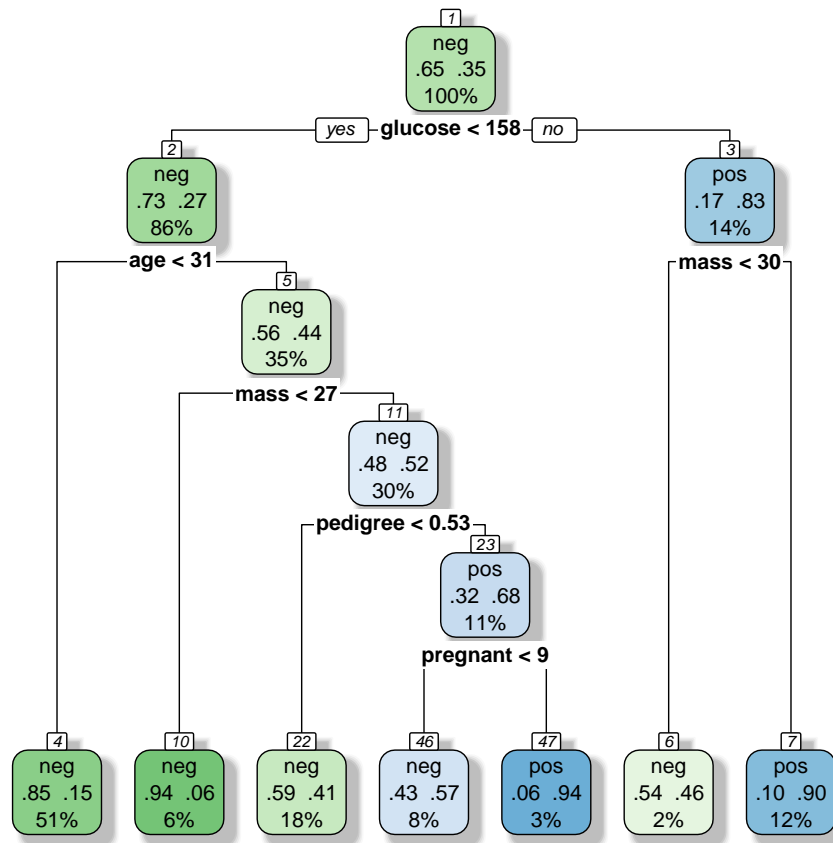 1
neg
.65 .35
100%
yes glucose < 158 no
2
neg
.73 .27
86%
3
pos
.17 .83
14%
age < 31
mass < 30
5
neg
.56 .44
35%
mass < 27
11
neg
.48 .52
30%
pedigree < 0.53
23
pos
.32 .68
11%
pregnant < 9
4
neg
.85 .15
51%
10
neg
.94 .06
6%
22
neg
.59 .41
18%
46
neg
.43 .57
8%
47
pos
.06 .94
3%
6
neg
.54 .46
2%
7
pos
.10 .90
12%